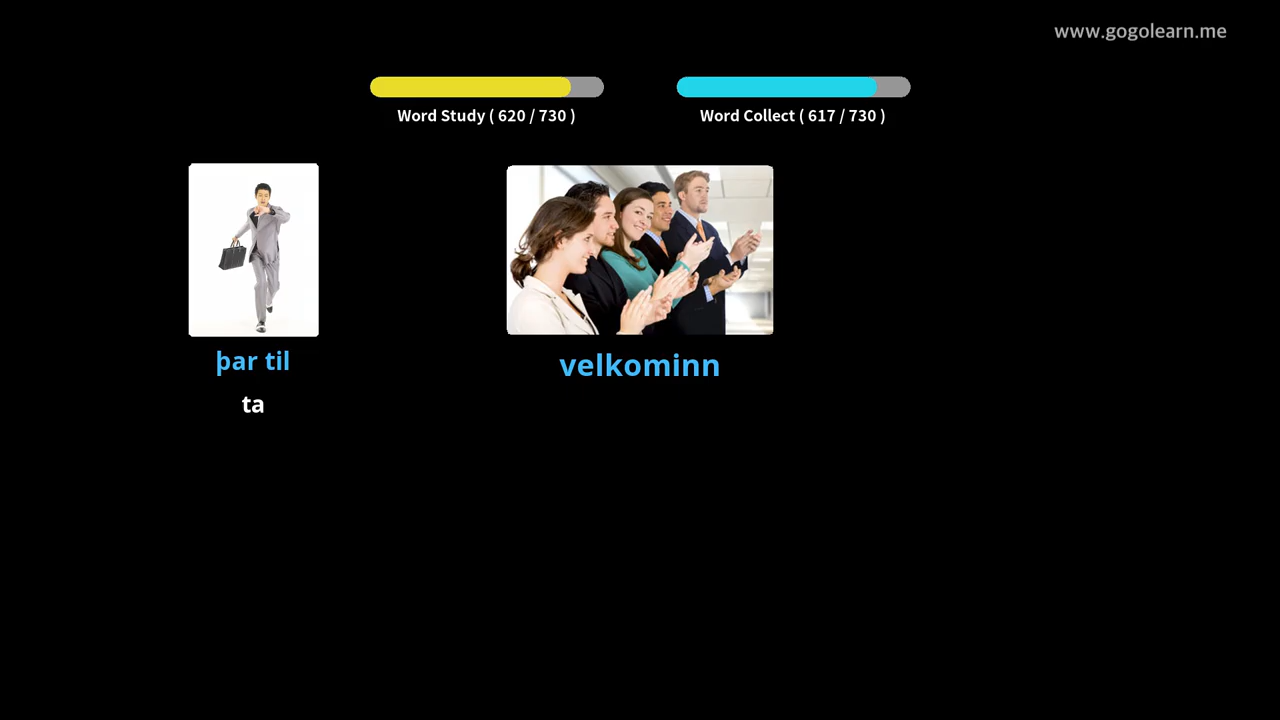 www.gogolearn.me
Word Study ( 620 / 730 )
Word Collect ( 617 / 730 )
þar til
ta
velkominn